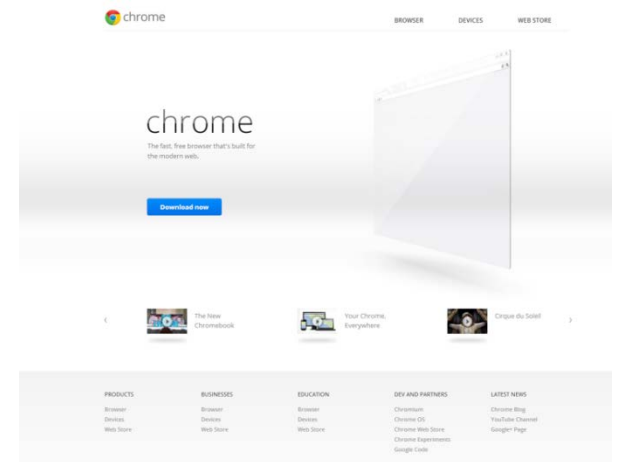 chrome
BROWSER DEVICES WEB STORE
chrome
The fast, free browser that's built for
the modern web.
Download now
The New
Chromebook
Your Chrome,
Everywhere
Cirque du Soleil
PRODUCTS
Browser
Devices
Web Store
BUSINESSES
Browser
Devices
Web Store
EDUCATION
Browser
Devices
Web Store
DEV AND PARTNERS
Chromium
Chrome OS
Chrome Web Store
Chrome Experiments
Google Code
LATEST NEWS
Chrome Blog
YouTube Channel
Google+ Page